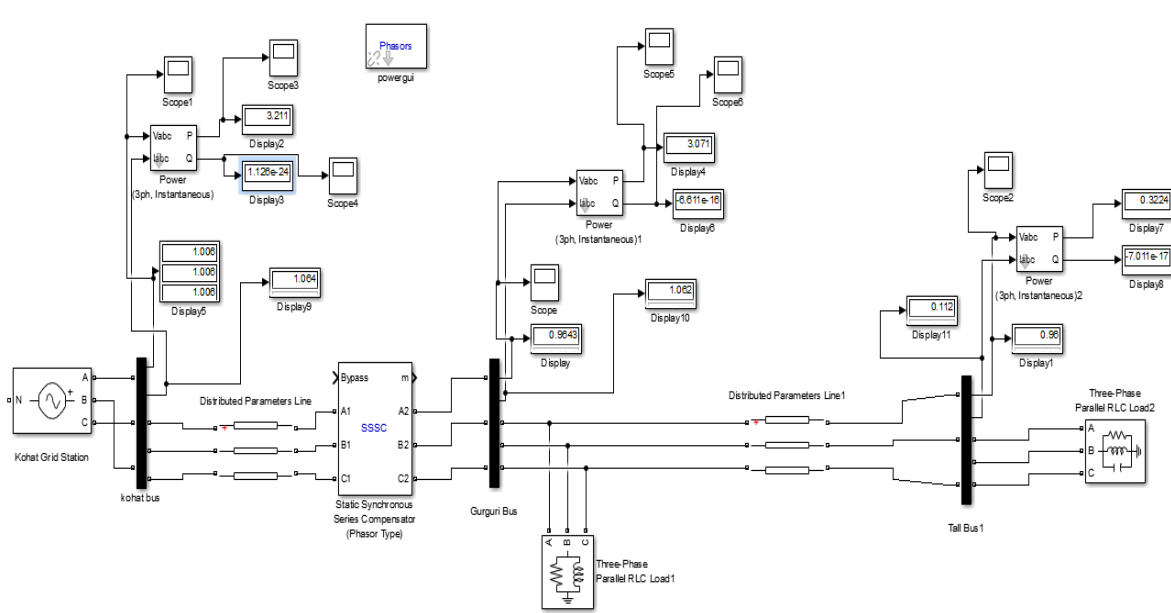 Phasors
powergui
Scope1
Scope3
Vabc
P
Iabc
Q
Power
(3ph, Instantaneous)
3.211
Display2
1.126e-24
Display3
Scope4
1.006
1.006
1.006
Display5
1.064
Display9
Scope5
Scope6
Vabc
P
Iabc
Q
Power
(3ph, Instantaneous)1
3.071
Display4
-6.611e-16
Display6
Scope
0.9643
Display
1.062
Display10
Scope2
Vabc
P
Iabc
Q
Power
(3ph, Instantaneous)2
0.3224
Display7
-7.011e-17
Display8
0.112
Display11
0.96
Display1
N
A
B
C
Kohat Grid Station
kohat bus
Distributed Parameters Line
Bypass
m
A1
A2
SSSC
B1
B2
C1
C2
Static Synchronous
Series Compensator
(Phasor Type)
Gurguri Bus
A B C
Three-Phase
Parallel RLC Load1
Distributed Parameters Line1
Tall Bus1
Three-Phase
Parallel RLC Load2
A
B
C